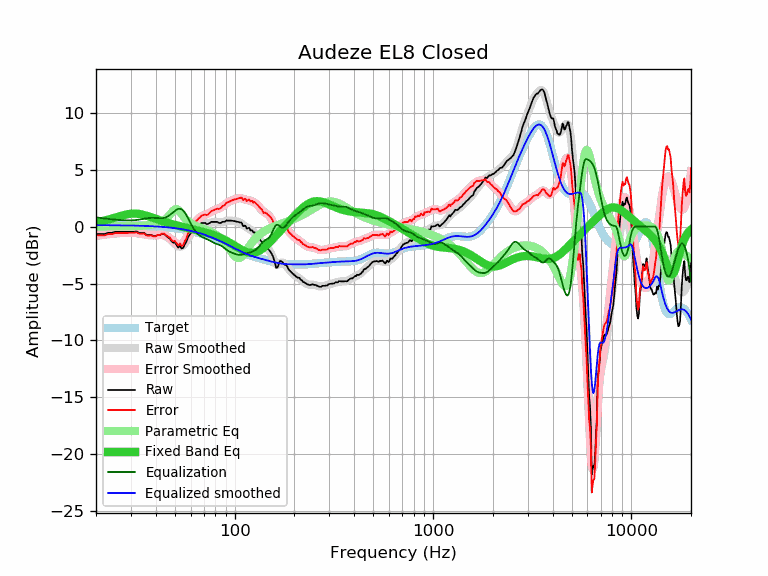 Audeze EL8 Closed
Amplitude (dBr)
10
5
0
−5
−10
−15
−20
−25
Target
Raw Smoothed
Error Smoothed
Raw
Error
Parametric Eq
Fixed Band Eq
Equalization
Equalized smoothed
100
1000
10000
Frequency (Hz)